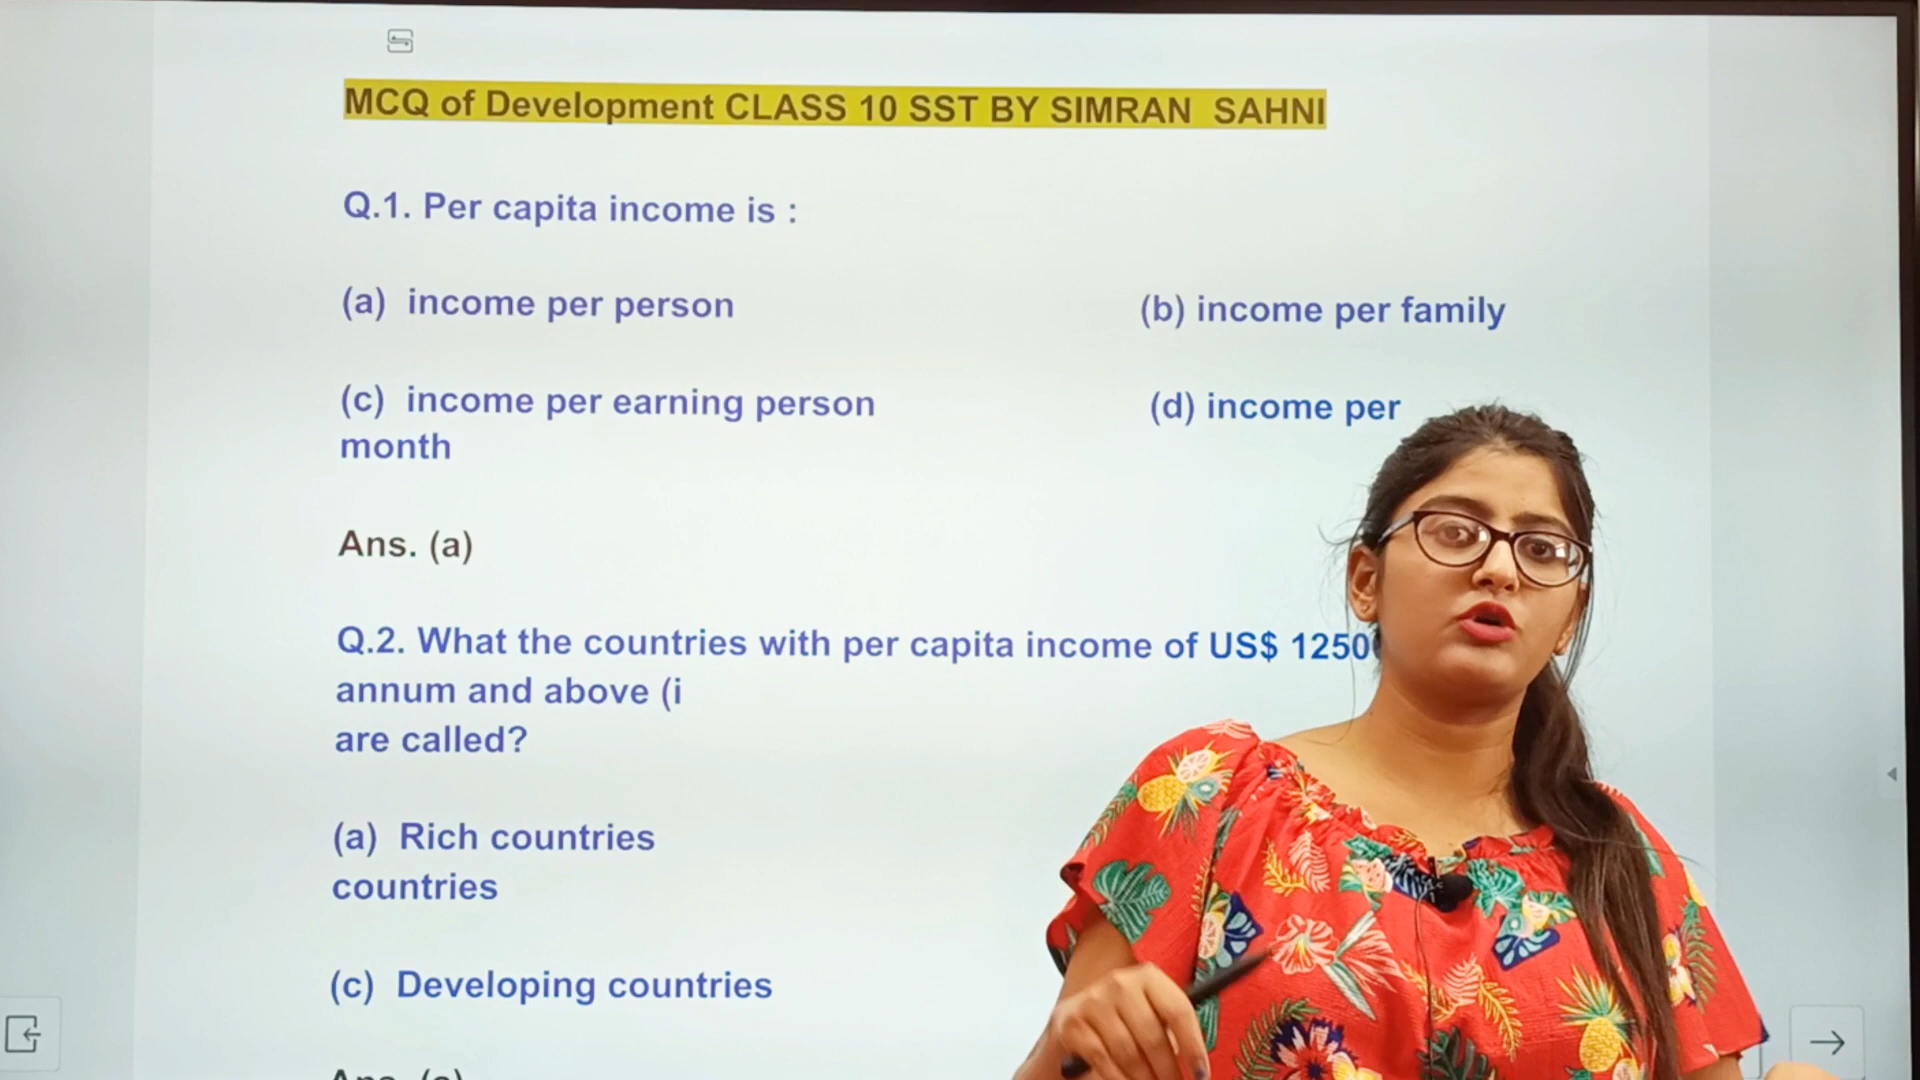 MCQ of Development CLASS 10 SST BY SIMRAN SAHNI
Q.1. Per capita income is :
(a) income per person (b) income per family
(c) income per earning person (d) income per
month
Ans. (a)
Q.2. What the countries with per capita income of US$ 1250
annum and above (i
are called?
(a) Rich countries
countries
(c) Developing countries